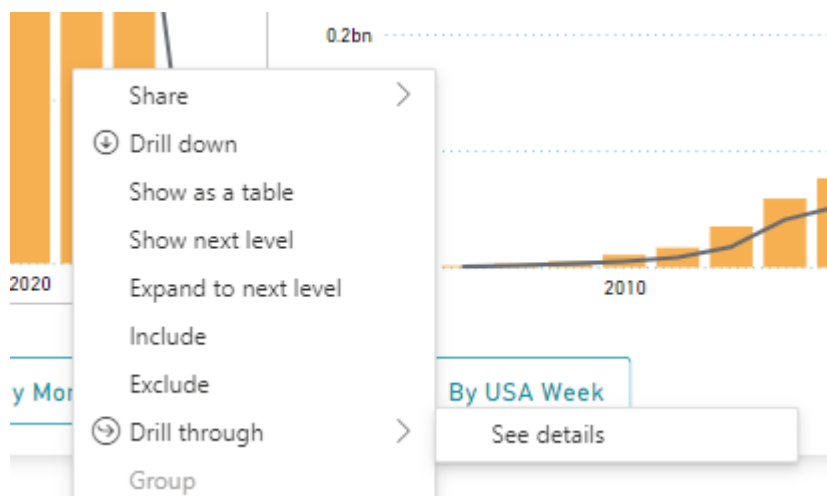 0.2bn
Share
Drill down
Show as a table
Show next level
2020
Expand to next level
2010
Include
Exclude
y Mor
By USA Week
Drill through
See details
Group